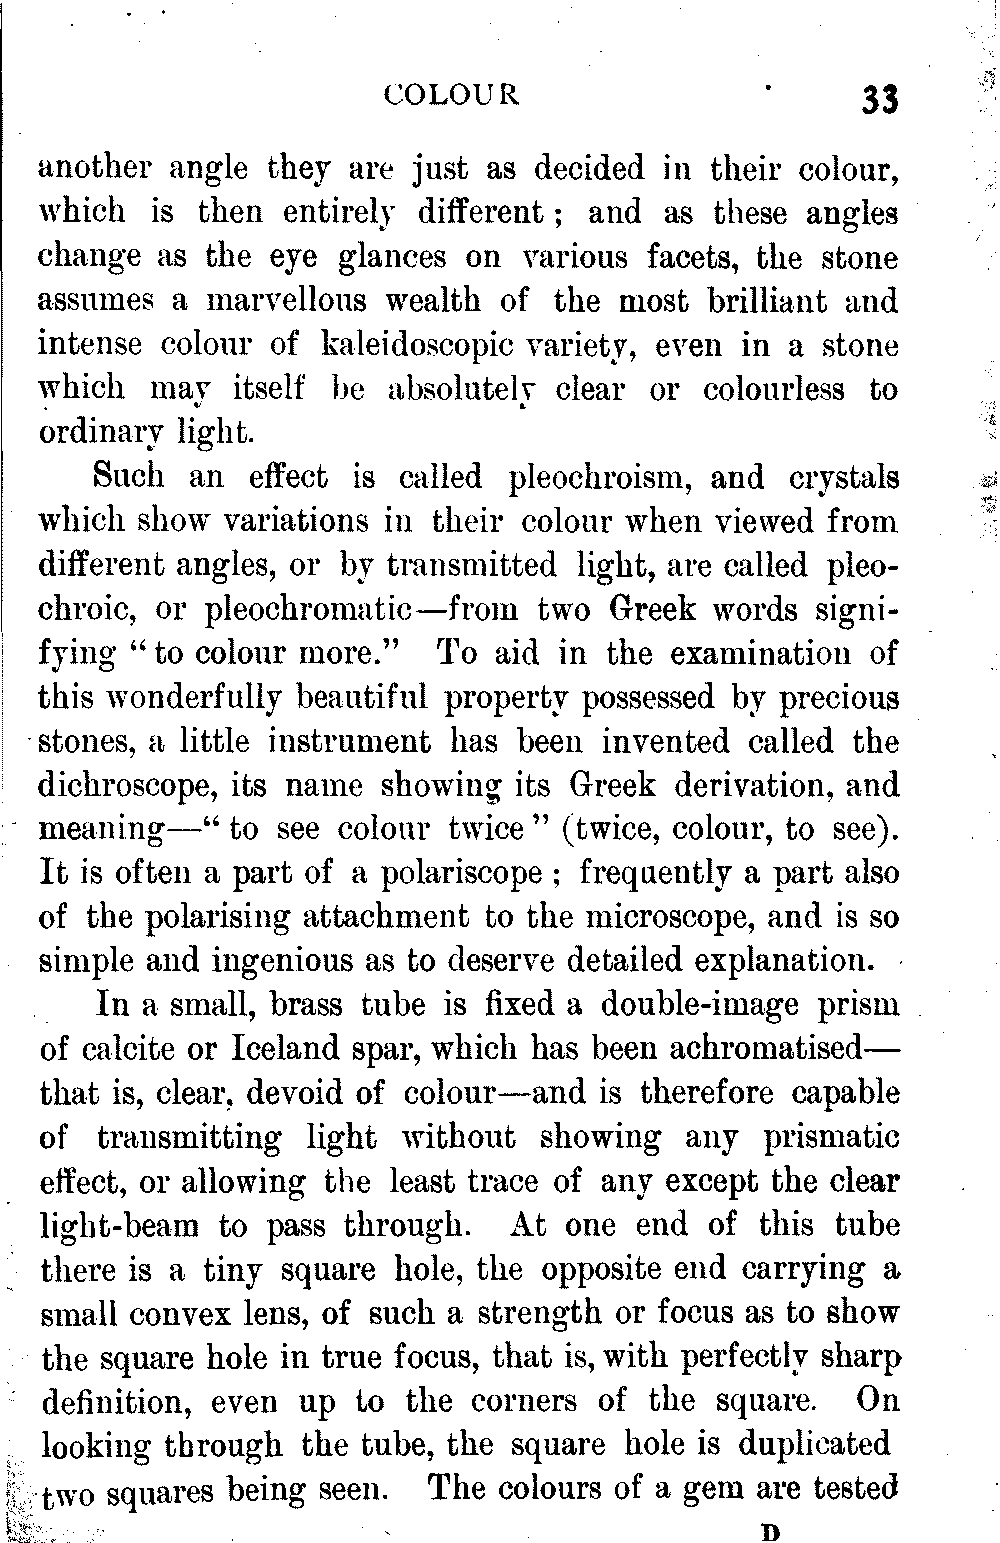 COLOUR 33
another angle they are just as decided in their colour,
which is then entirely different ; and as these angles
change as the eye glances on various facets, the stone
assumes a marvellous wealth of the most brilliant and
intense colour of kaleidoscopic variety, even in a stone
which may itself be absolutely clear or colourless to
ordinary light.
Such an effect is called pleochroism, and crystals
which show variations in their colour when viewed from
different angles, or by transmitted light, are called pleo-
chroic, or pleochromatic—from two Greek words signi-
fying “ to colour more.” To aid in the examination of
this wonderfully beautiful property possessed by precious
stones, a little instrument has been invented called the
dichroscope, its name showing its Greek derivation, and
meaning—“ to see colour twice ” (twice, colour, to see).
It is often a part of a polariscope ; frequently a part also
of the polarising attachment to the microscope, and is so
simple and ingenious as to deserve detailed explanation.
In a small, brass tube is fixed a double-image prism
of calcite or Iceland spar, which has been achromatised—
that is, clear, devoid of colour—and is therefore capable
of transmitting light without showing any prismatic
effect, or allowing the least trace of any except the clear
light-beam to pass through. At one end of this tube
there is a tiny square hole, the opposite end carrying a
small convex lens, of such a strength or focus as to show
the square hole in true focus, that is, with perfectly sharp
definition, even up to the corners of the square. On
looking through the tube, the square hole is duplicated
two squares being seen. The colours of a gem are tested
D